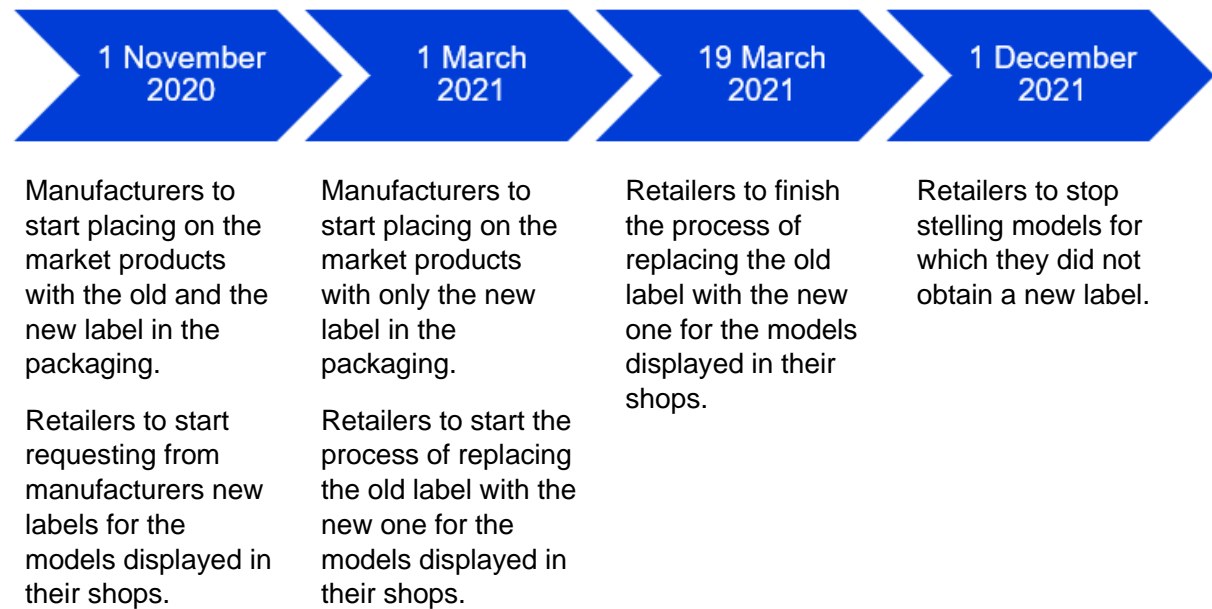 1 November
2020
1 March
2021
19 March
2021
1 December
2021
Manufacturers to
start placing on the
market products
with the old and the
new label in the
packaging.
Retailers to start
requesting from
manufacturers new
labels for the
models displayed in
their shops.
Manufacturers to
start placing on the
market products
with only the new
label in the
packaging.
Retailers to start the
process of replacing
the old label with the
new one for the
models displayed in
their shops.
Retailers to finish
the process of
replacing the old
label with the new
one for the models
displayed in their
shops.
Retailers to stop
stelling models for
which they did not
obtain a new label.